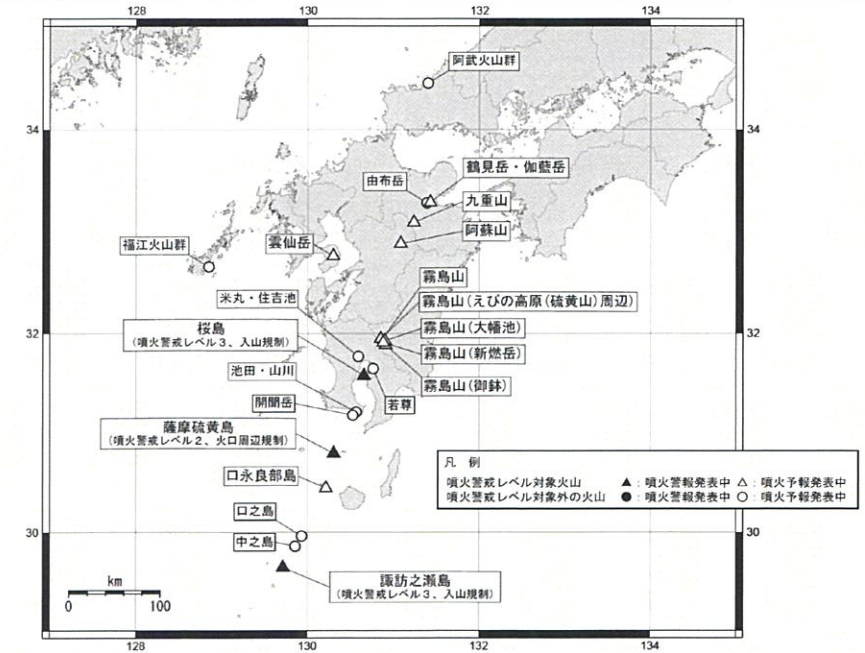 128
130
132
134
阿武火山群
34
34
鶴見岳・伽藍岳
由布岳
九重山
阿蘇山
雲仙岳
福江火山群
霧島山
霧島山(えびの高原(硫黄山)周辺)
米丸・住吉池
32
32
霧島山(大幡池)
桜島
(噴火警戒レベル3、入山規制)
霧島山(新燃岳)
池田・山川
霧島山(御鉢)
開聞岳
若尊
薩摩硫黄島
(噴火警戒レベル2、火口周辺規制)
口永良部島
凡 例
噴火警戒レベル対象火山 ▲:噴火警報発表中 △:噴火予報発表中
噴火警戒レベル対象外の火山 ●:噴火警報発表中 ○:噴火予報発表中
口之島
30
30
中之島
諏訪之瀬島
(噴火警戒レベル3、入山規制)
km
0 100
128
130
132
134